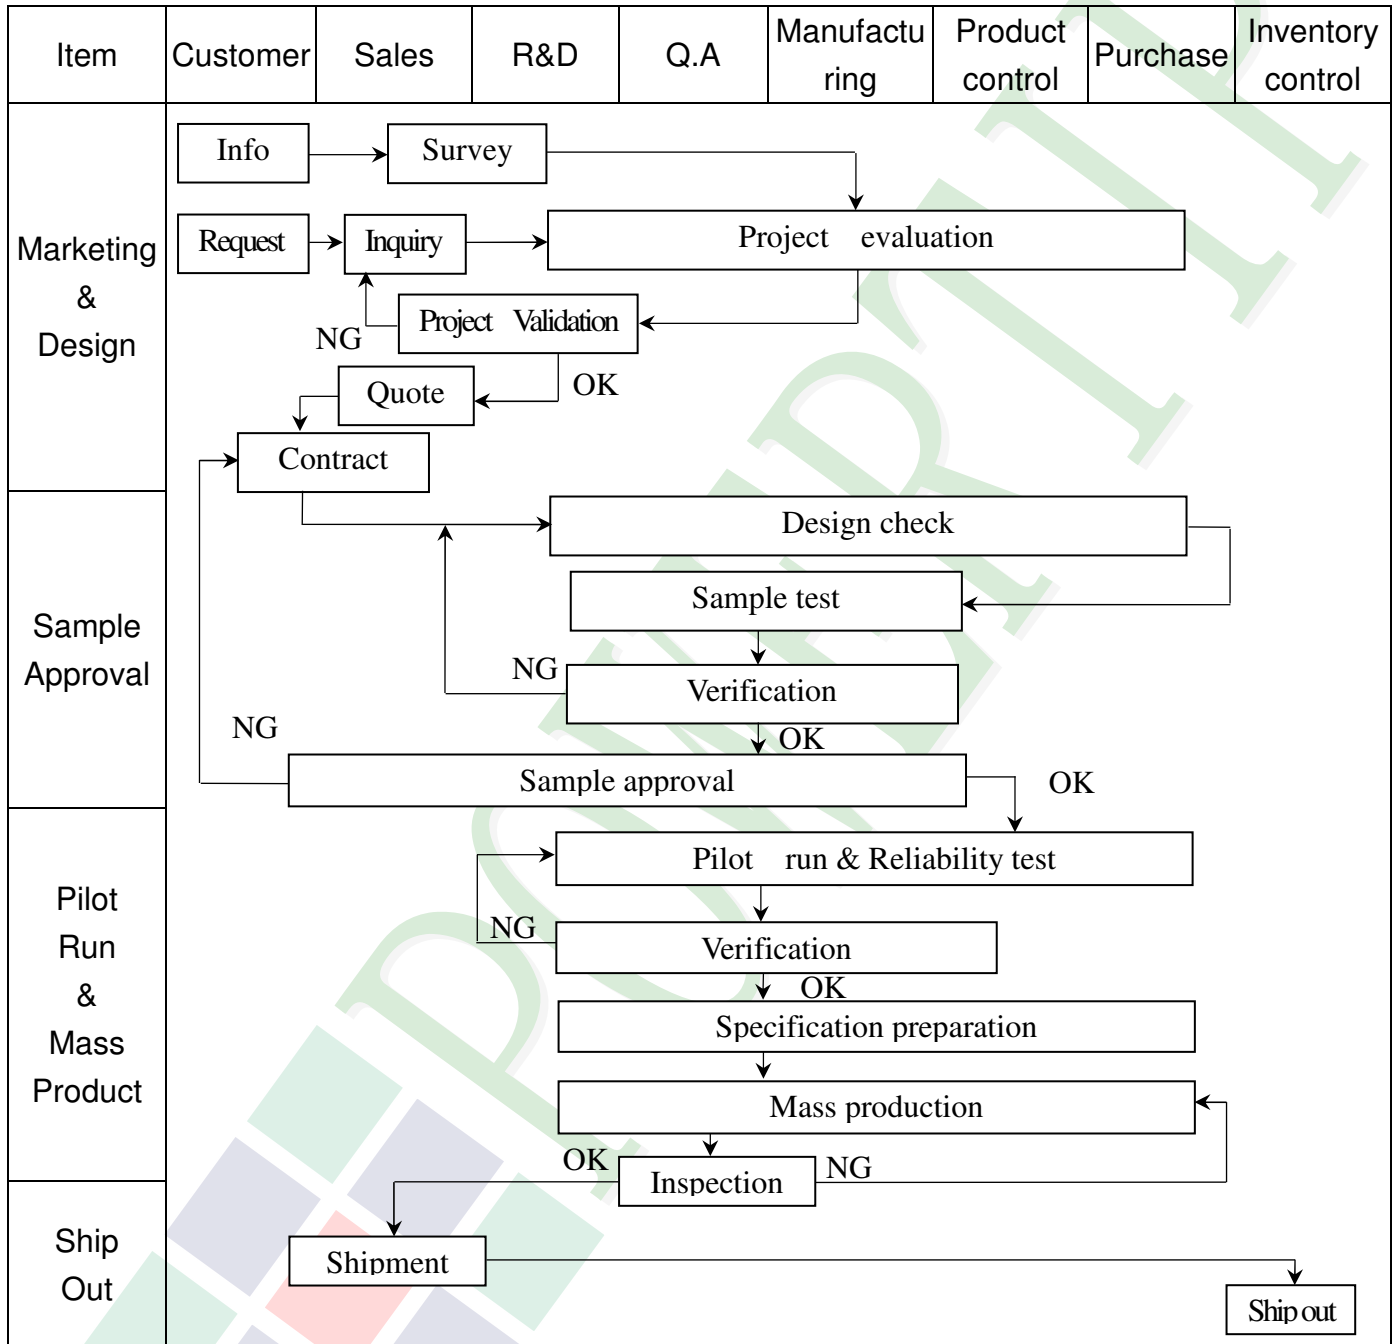 Item
Customer
Sales
R&D
Q.A
Manufactu
ring
Product
control
Purchase
Inventory
control
Marketing
&
Design
Info
Survey
Request
Inquiry
Project evaluation
Project Validation
NG
OK
Quote
Contract
Sample
Approval
Design check
Sample test
NG
Verification
OK
NG
Sample approval
OK
Pilot
Run
&
Mass
Product
Pilot run & Reliability test
NG
Verification
OK
Specification preparation
Mass production
OK
Inspection
NG
Ship
Out
Shipment
Ship out
POWERTIP